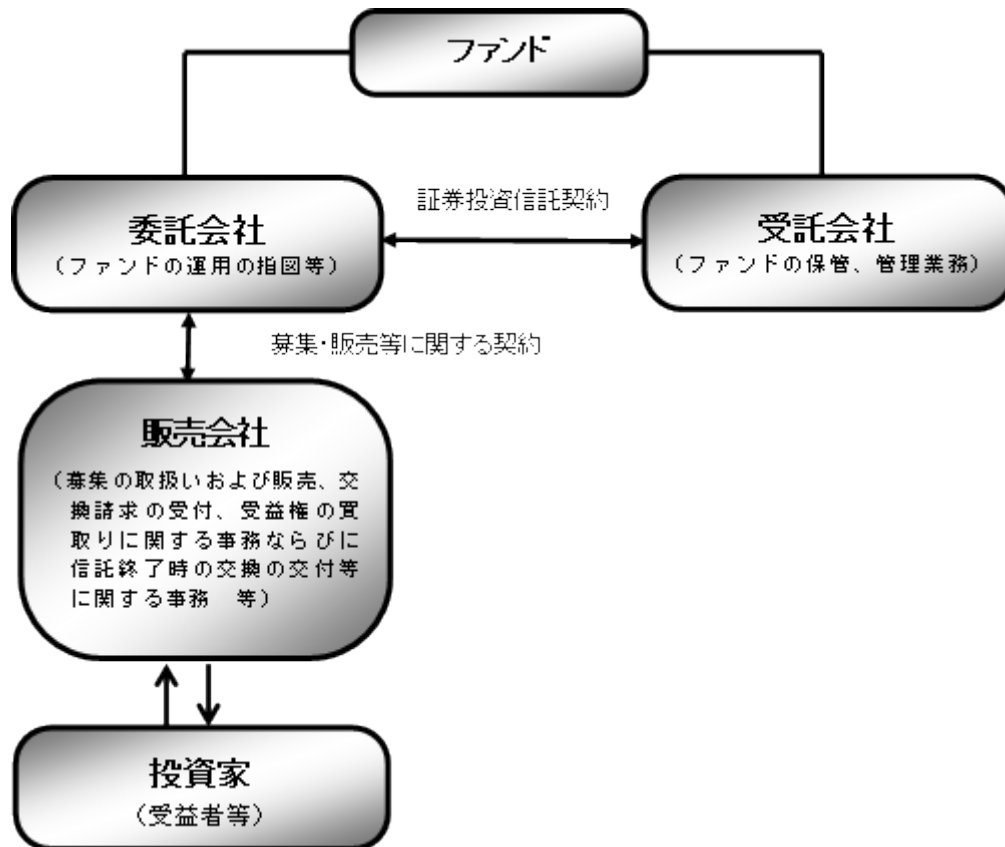 ファンド
委託会社
（ファンドの運用の指図等）
証券投資信託契約
受託会社
（ファンドの保管、管理業務）
募集・販売等に関する契約
販売会社
（募集の取扱いおよび販売、交
換請求の受付、受益権の買
取りに関する事務ならびに
信託終了時の交換の交付等
に関する事務　等）
投資家
（受益者等）